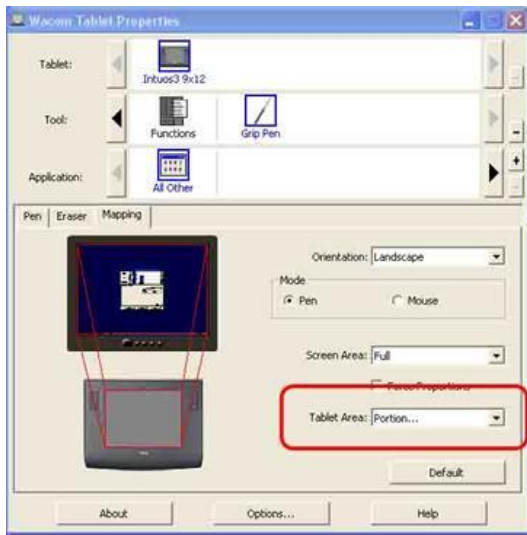 Wacom Tablet Properties
Tablet:
Intuos3 9x12
Tool:
Functions
Grip Pen
Application:
All Other
Pen Eraser Mapping
Orientation: Landscape
Mode
Pen Mouse
Screen Area: Full
Force Proportions
Tablet Area: Portion...
Default
About Options... Help